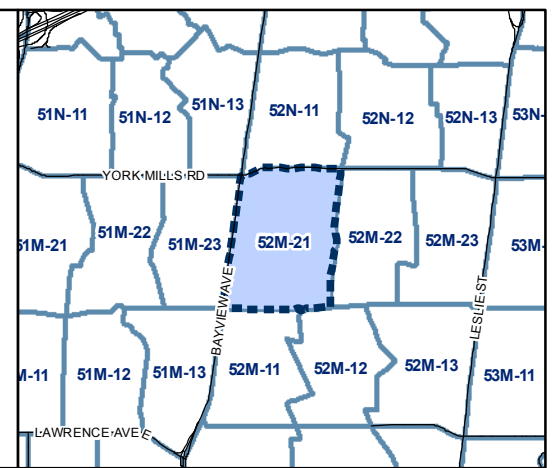 51N-11
51N-12
51N-13
52N-11
52N-12
52N-13
53N-
YORK MILLS RD
51M-21
51M-22
51M-23
52M-21
52M-22
52M-23
53M-
BAYVIEW AVE
LESLIE ST
M-11
51M-12
51M-13
52M-11
52M-12
52M-13
53M-11
LAWRENCE AVE E